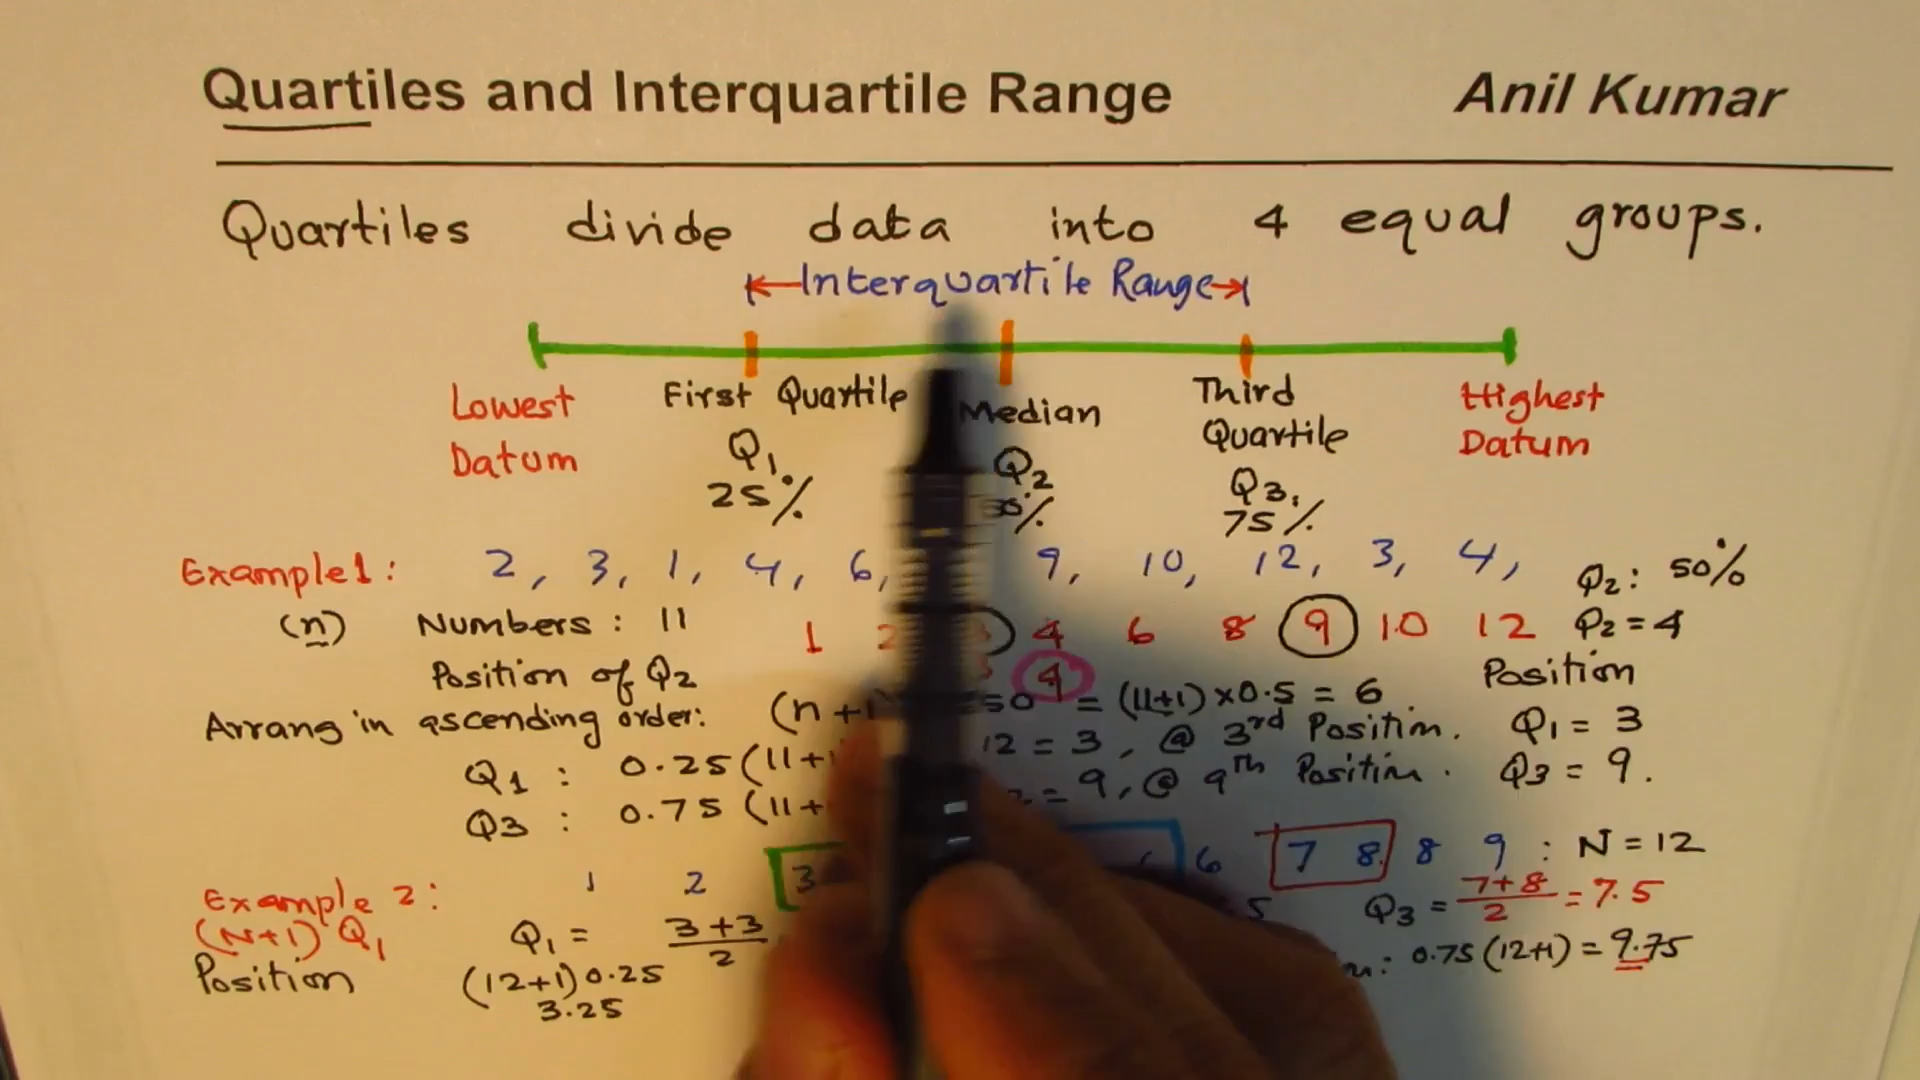 Quartiles and Interquartile Range Anil Kumar
Quartiles divide data into 4 equal groups.
Interquartile Range
Lowest Datum
First Quartile Q1 25%
Median Q2
Third Quartile Q3. 75%
Highest Datum
Example 1: 2, 3, 1, 4, 6, 9, 10, 12, 3, 4, Q2: 50%
(n) Numbers: 11 1 4 6 8 9 10 12 Q2 = 4
4
Position of Q2 Position
Arrang in ascending order: (n+1 = (11+1) ×0.5 = 6 Q1 = 3
Q1 : 0.25 (11+ 12 = 3, @ 3rd Position.
Q3 : 0.75 (11+ = 9, @ 9th Position. Q3 = 9.
Example 2: 1 2 3 6 7 8 8 9 : N = 12
(N+1) Q1 Position
Q1 = 3+3 / 2
(12+1) 0.25
3.25
Q3 = 7+8 / 2 = 7.5
: 0.75 (12+1) = 9.75